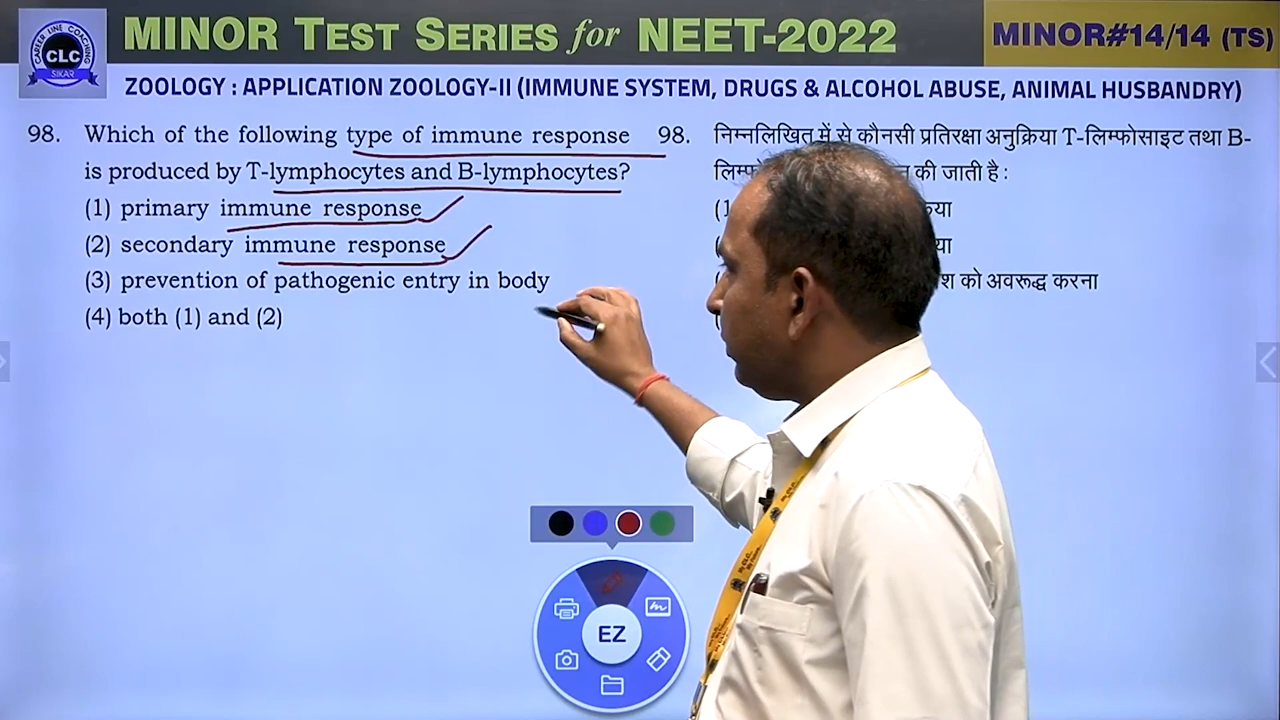 CAREER LINE COACHING
CLC
SIKAR
MINOR TEST SERIES for NEET-2022
MINOR#14/14 (TS)
ZOOLOGY : APPLICATION ZOOLOGY-II (IMMUNE SYSTEM, DRUGS & ALCOHOL ABUSE, ANIMAL HUSBANDRY)
98. Which of the following type of immune response
is produced by T-lymphocytes and B-lymphocytes?
(1) primary immune response
(2) secondary immune response
(3) prevention of pathogenic entry in body
(4) both (1) and (2)
98. निम्नलिखित में से कौनसी प्रतिरक्षा अनुक्रिया T-लिम्फोसाइट तथा B-
की जाती है :
को अवरूद्ध करना
EZ